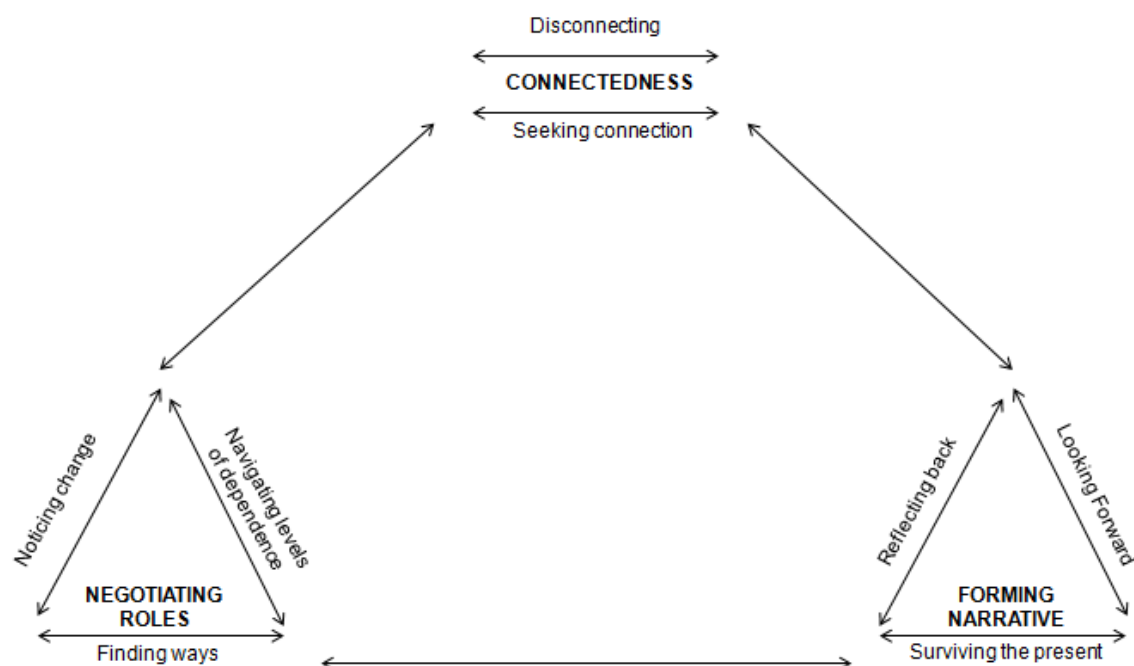 Disconnecting
CONNECTEDNESS
Seeking connection
Noticing change
Navigating levels
of dependence
NEGOTIATING
ROLES
Finding ways
Reflecting back
Looking Forward
FORMING
NARRATIVE
Surviving the present